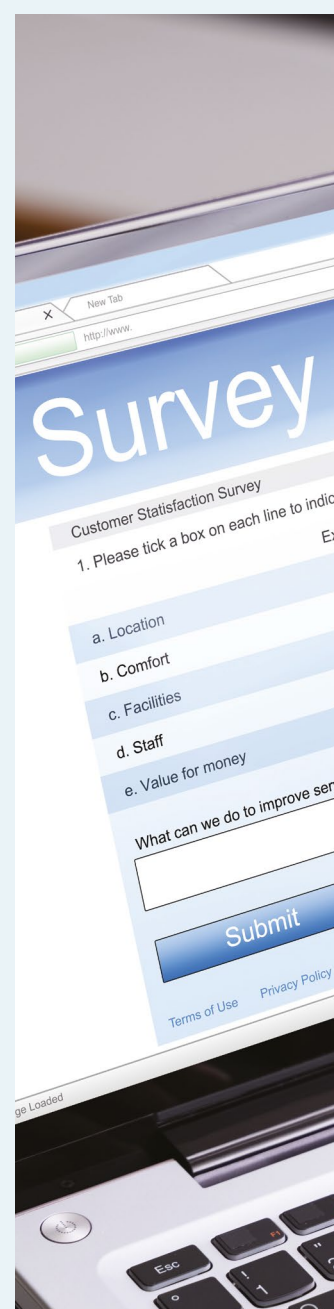 New Tab
http://www.
Survey
Customer Statisfaction Survey
1. Please tick a box on each line to indic
Ex
a. Location
b. Comfort
c. Facilities
d. Staff
e. Value for money
What can we do to improve ser
Submit
Terms of Use Privacy Policy
ge Loaded
Esc
F1
!
1